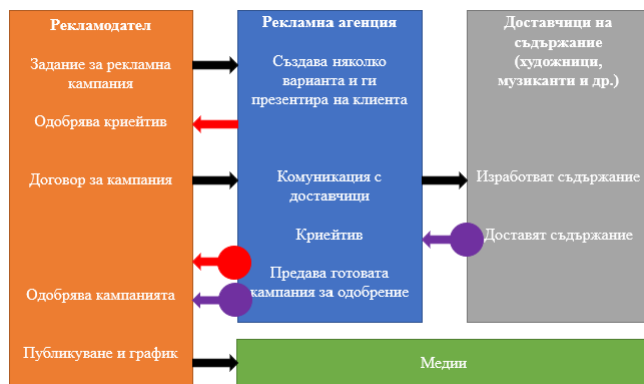 Рекламодател
Задание за рекламна
кампания
Одобрява криейтив
Договор за кампания
Одобрява кампанията
Публикуване и график
Рекламна агенция
Създава няколко
варианта и ги
презентира на клиента
Комуникация с
доставчици
Криейтив
Предава готовата
кампания за одобрение
Доставчици на
съдържание
(художници,
музиканти и др.)
Изработват съдържание
Доставят съдържание
Медии